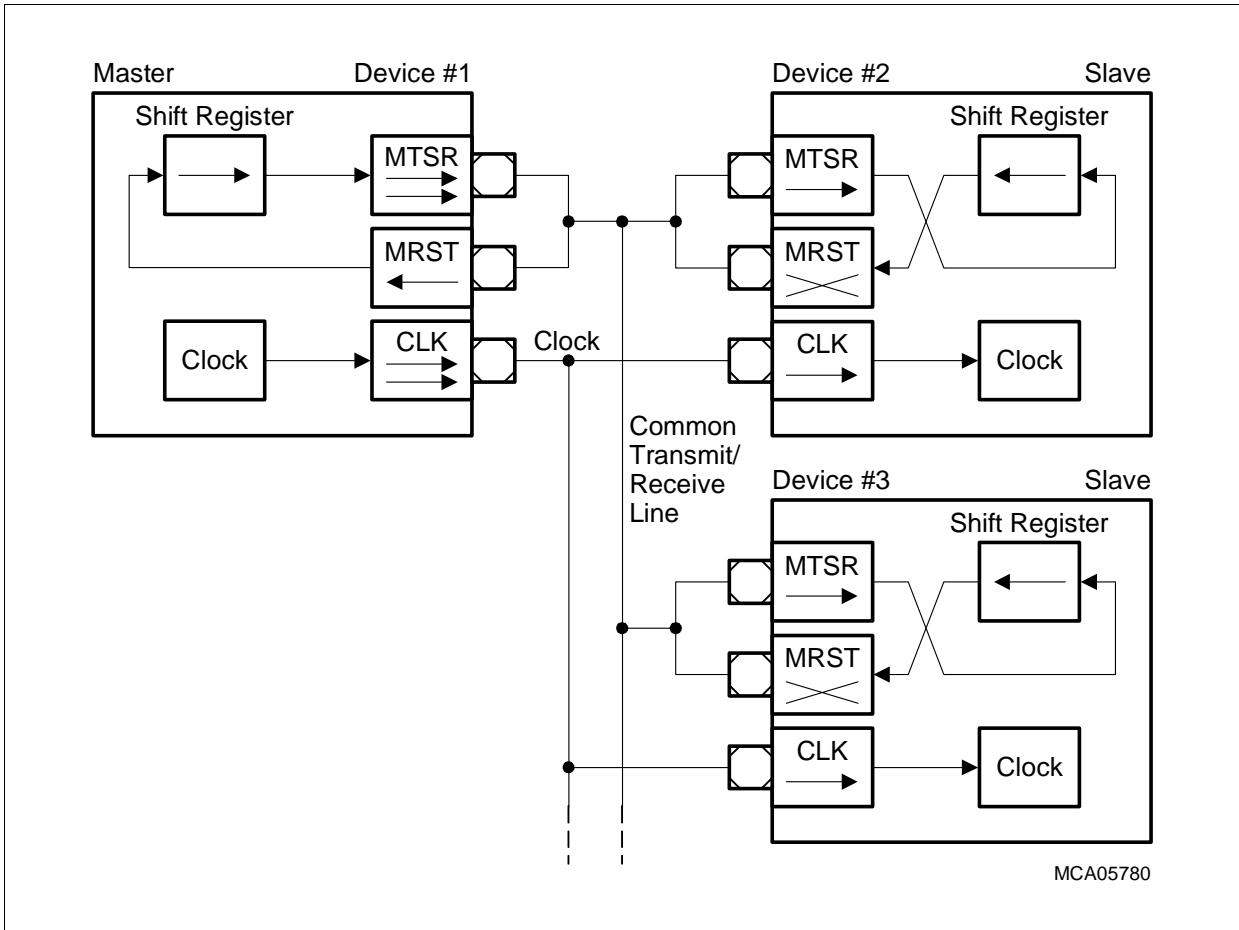 Master
Device #1
Shift Register
MTSR
MRST
Clock
CLK
Clock
Common
Transmit/
Receive
Line
Device #2
Slave
MTSR
Shift Register
MRST
CLK
Clock
Device #3
Slave
MTSR
Shift Register
MRST
CLK
Clock
MCA05780